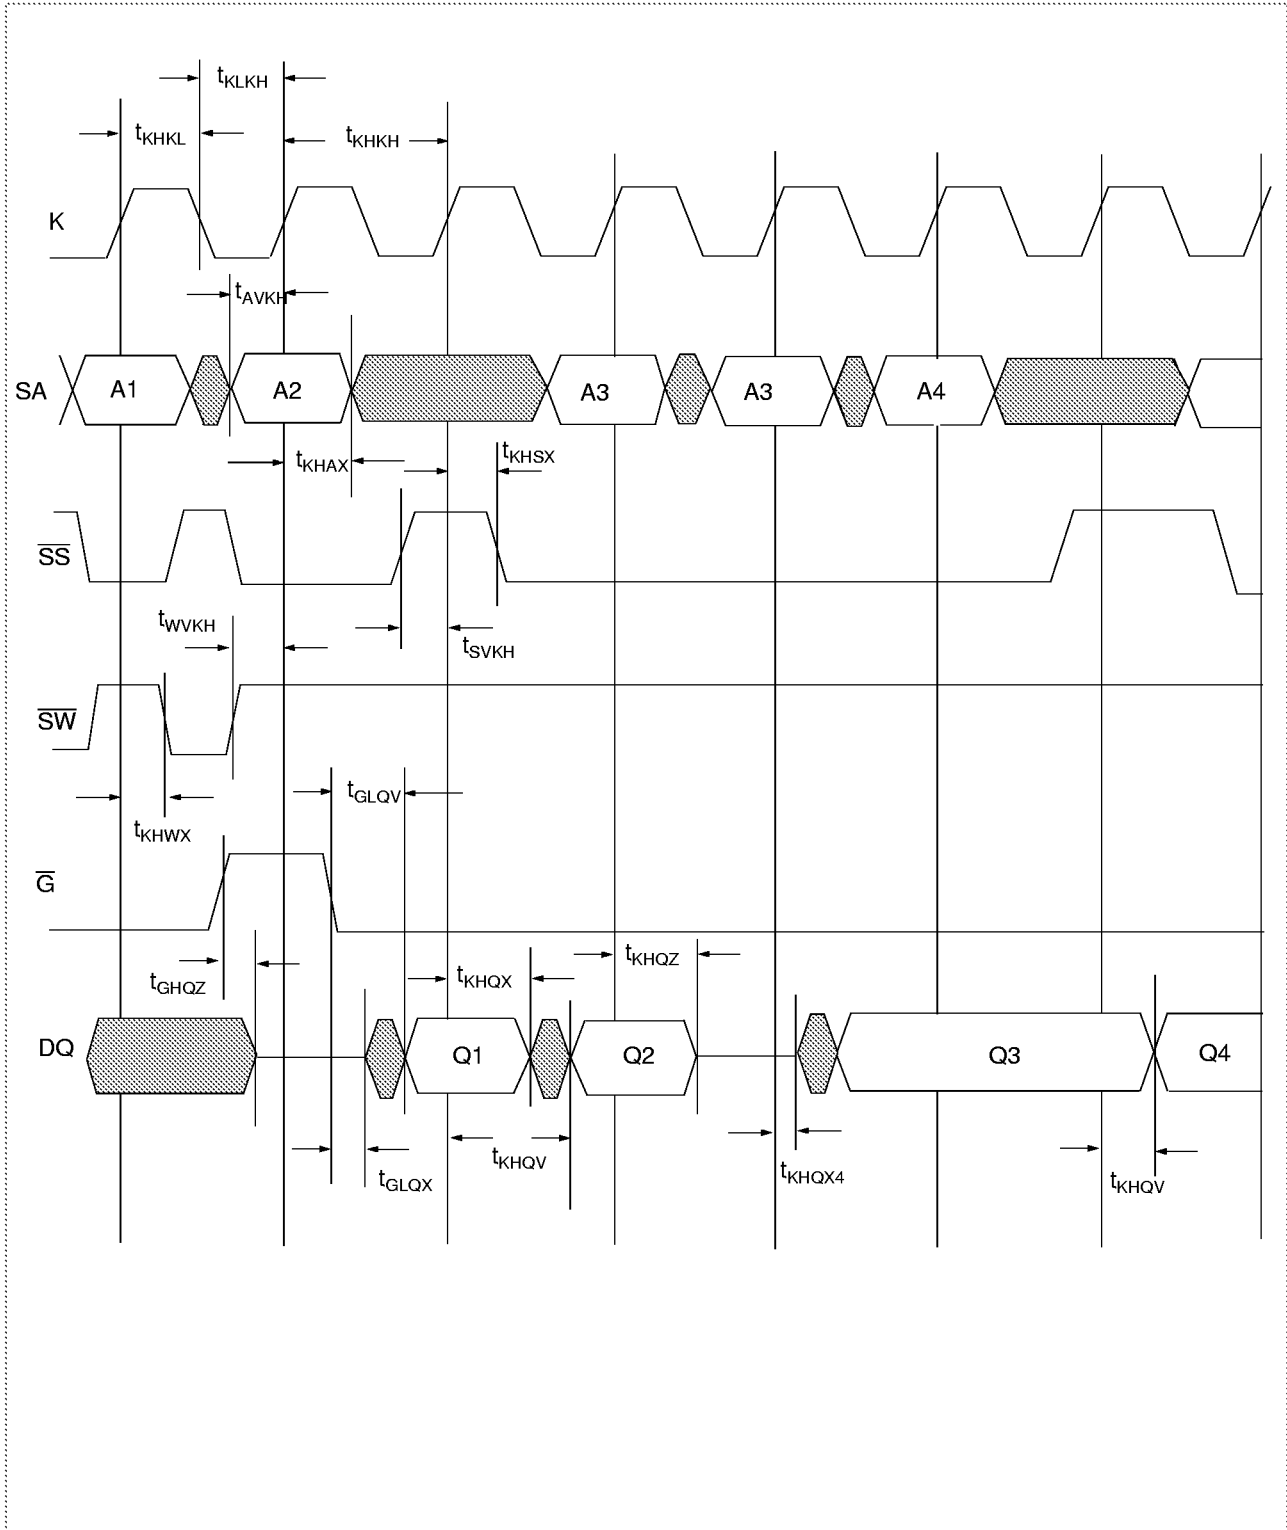 tKLKH
tKHKL
tKHKH
K
tAVKH
SA A1 A2 A3 A3 A4
tKHAX
tKHSX
SS
tWVKH
tSVKH
SW
tGLQV
tKHWX
G
tKHQZ
tKHQX
tGHQZ
DQ Q1 Q2 Q3 Q4
tKHQV
tGLQX
tKHQX4
tKHQV